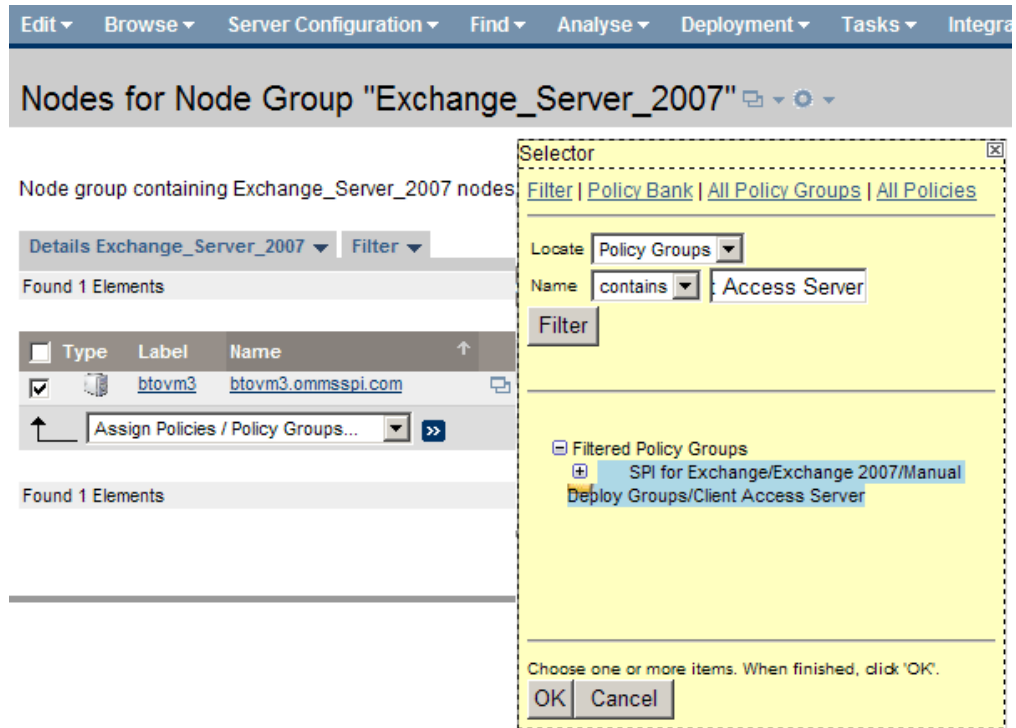 Edit Browse Server Configuration Find Analyse Deployment Tasks Integra
Nodes for Node Group "Exchange_Server_2007"
Node group containing Exchange_Server_2007 nodes
Details Exchange_Server_2007 Filter
Found 1 Elements
Type Label Name
btovm3 btovm3.ommsspi.com
Assign Policies / Policy Groups...
Found 1 Elements
Selector
Filter | Policy Bank | All Policy Groups | All Policies
Locate Policy Groups
Name contains t Access Server
Filter
Filtered Policy Groups
SPI for Exchange/Exchange 2007/Manual
Deploy Groups/Client Access Server
Choose one or more items. When finished, click 'OK'.
OK Cancel